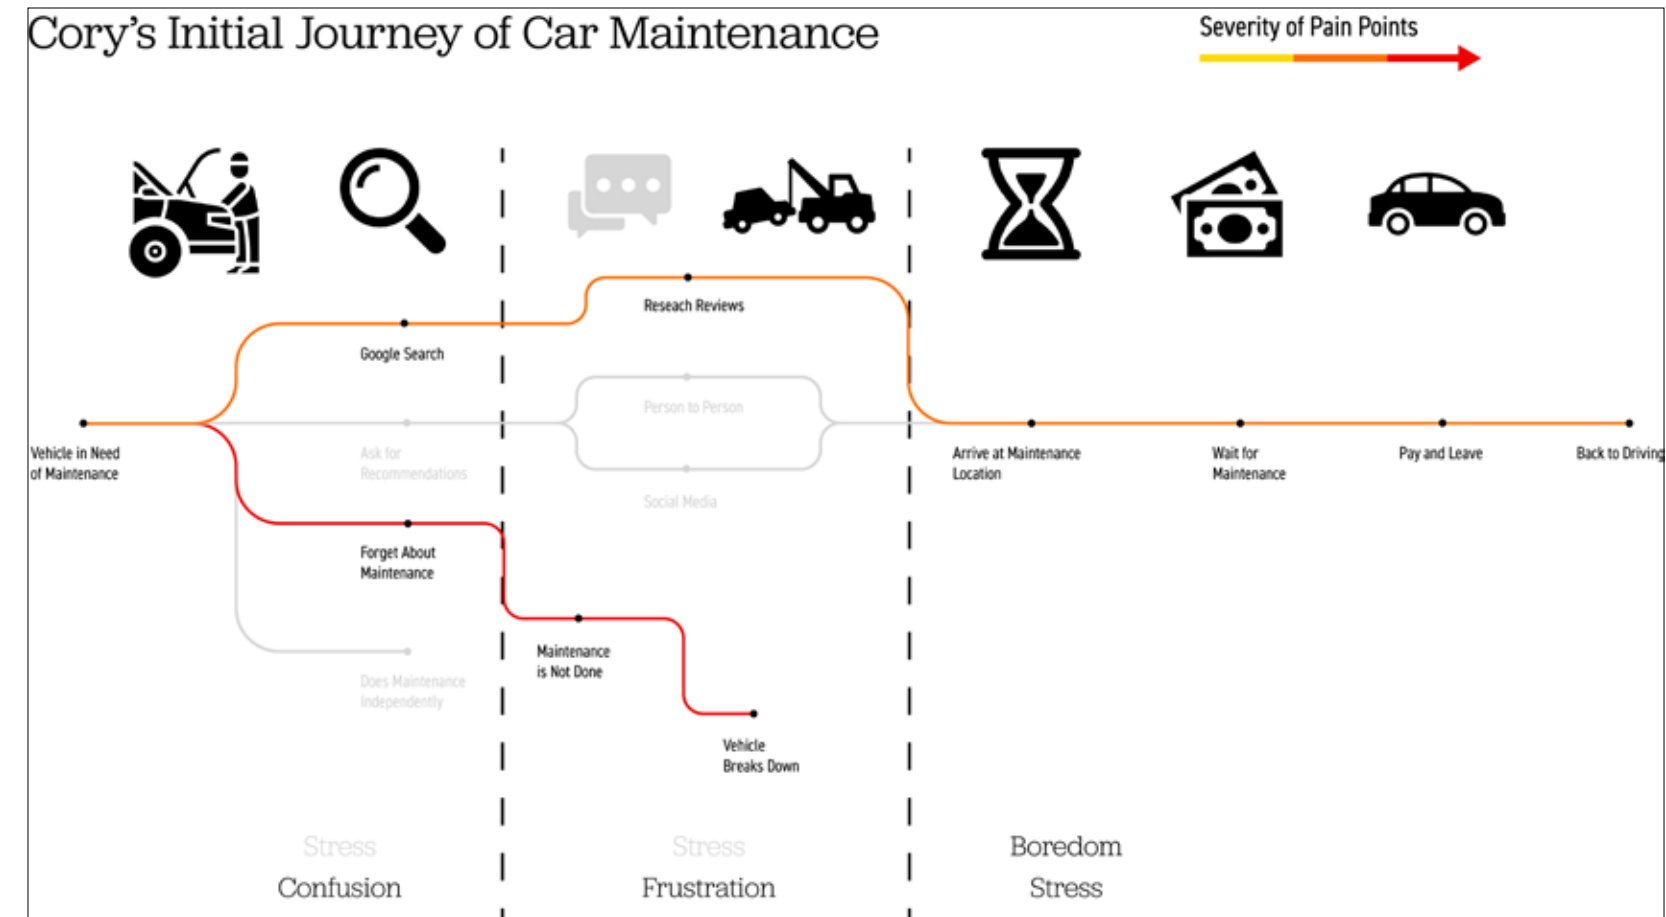 Cory's Initial Journey of Car Maintenance
Severity of Pain Points
Reseach Reviews
Google Search
Person to Person
Vehicle in Need
of Maintenance
Ask for
Recommendations
Arrive at Maintenance
Location
Wait for
Maintenance
Pay and Leave
Back to Driving
Social Media
Forget About
Maintenance
Maintenance
is Not Done
Does Maintenance
Independently
Vehicle
Breaks Down
Stress
Confusion
Stress
Frustration
Boredom
Stress